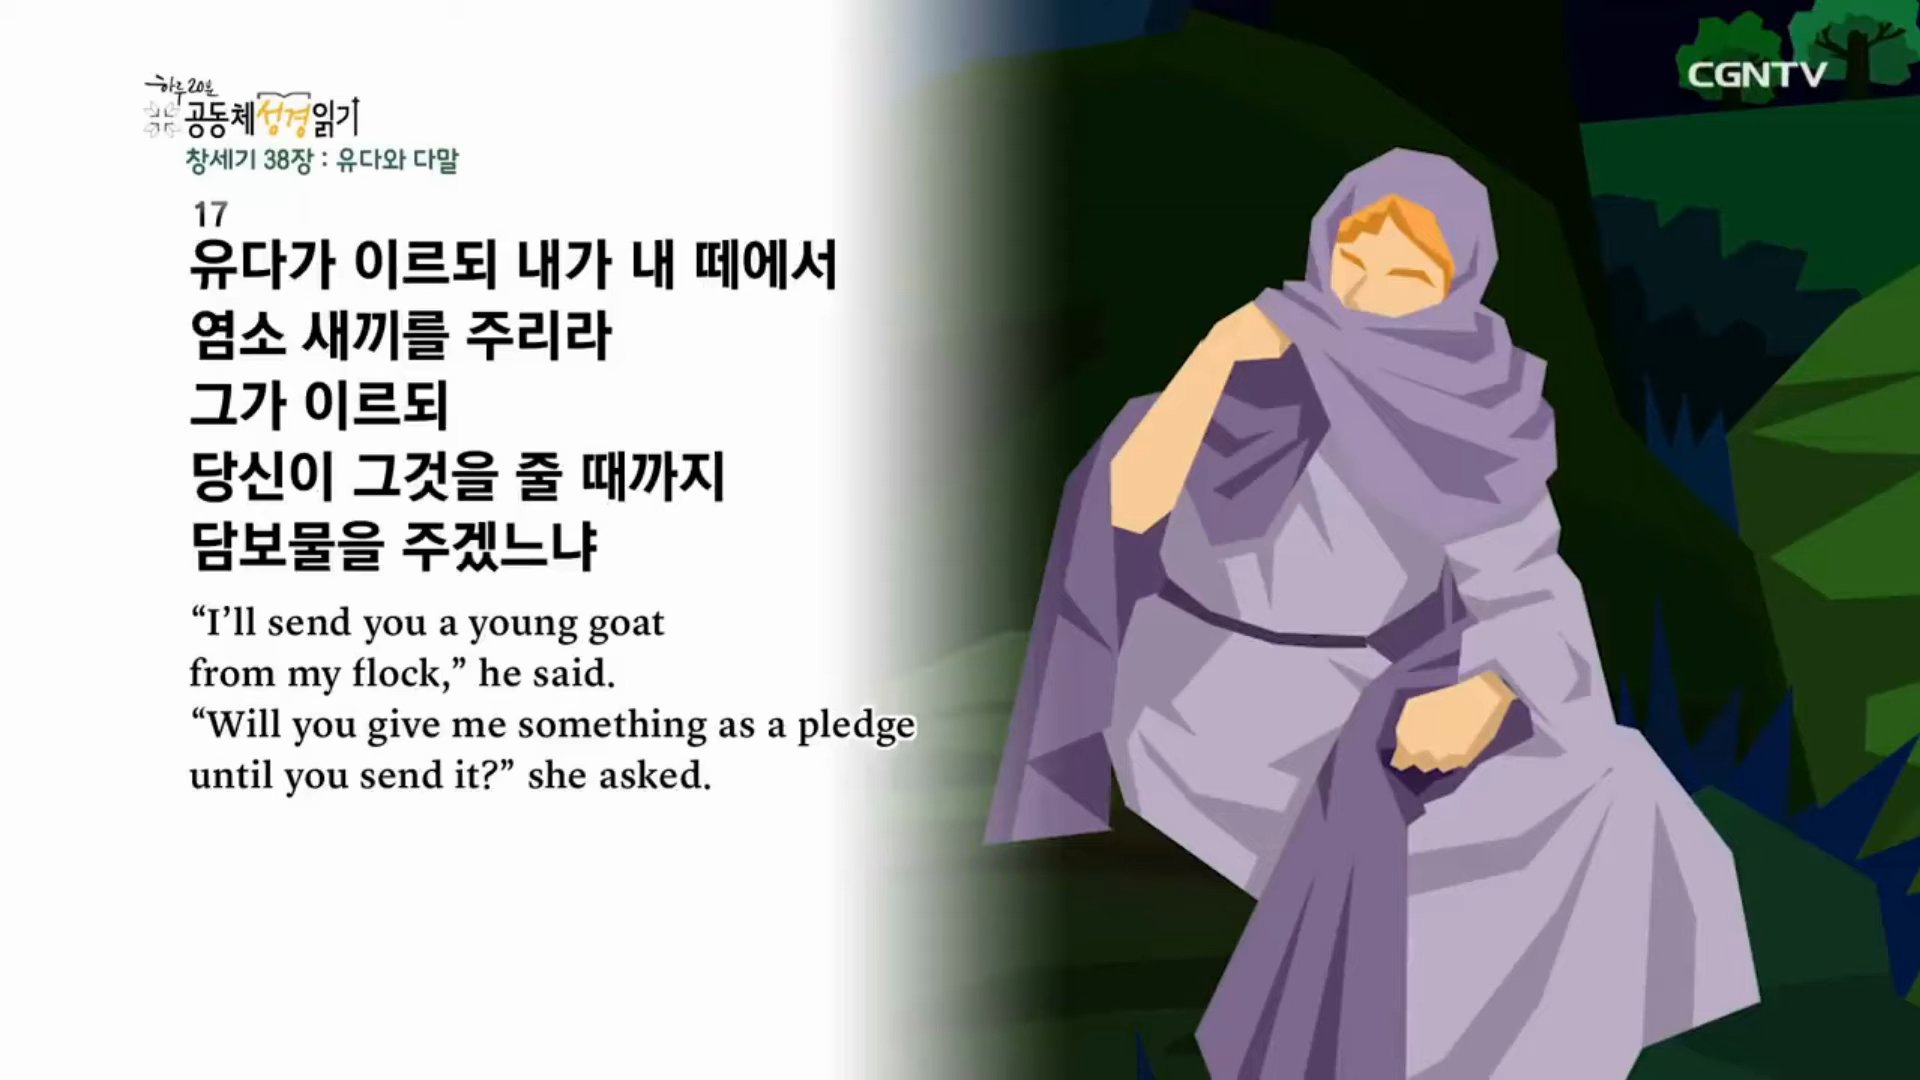 하루 20분
공동체성경읽기
창세기 38장 : 유다와 다말
CGNTV
17
유다가 이르되 내가 내 떼에서
염소 새끼를 주리라
그가 이르되
당신이 그것을 줄 때까지
담보물을 주겠느냐
“I’ll send you a young goat
from my flock,” he said.
“Will you give me something as a pledge
until you send it?” she asked.